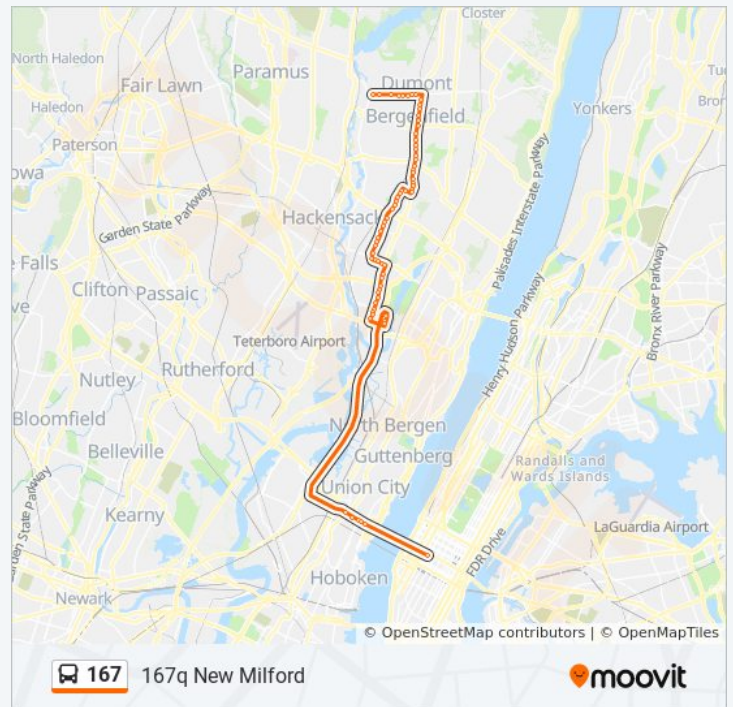 Closter
North Haledon
Paramus
Dumont
Fair Lawn
Haledon
Bergenfield
Yonkers
Paterson
Hackensack
Garden State Parkway
Palisades Interstate Parkway
Falls
Clifton
Passaic
Bronx River Parkway
Henry Hudson Parkway
Teterboro Airport
Rutherford
Nutley
Bloomfield
North Bergen
Belleville
Guttenberg
Randalls and
Wards Islands
Union City
Kearny
LaGuardia Airport
FDR Drive
Garden State Parkway
Hoboken
Newark
© OpenStreetMap contributors | © OpenMapTiles
167 167q New Milford
moovit